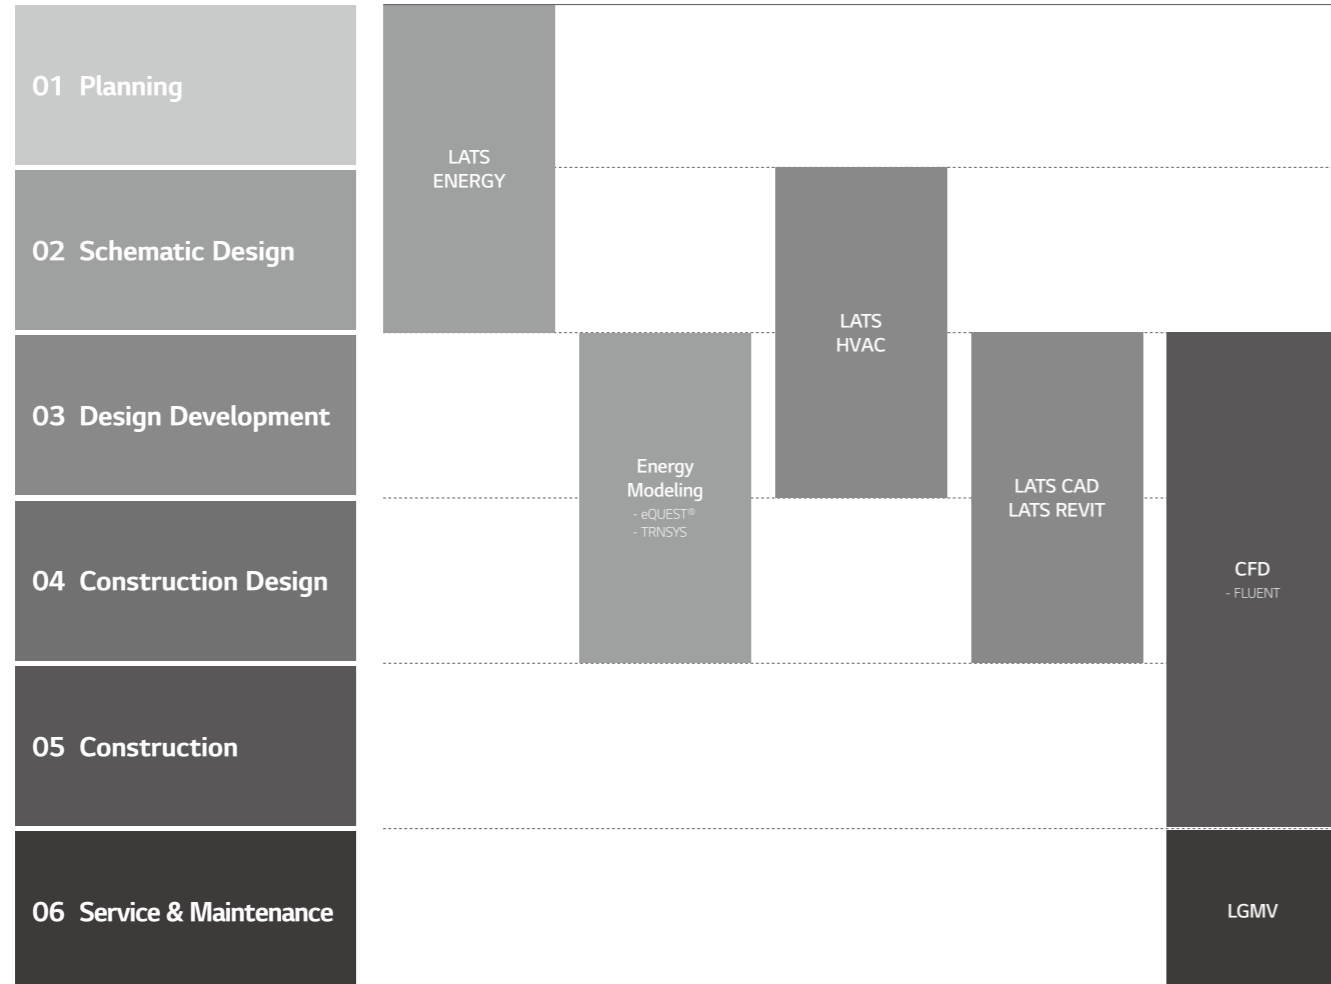 01 Planning
02 Schematic Design
03 Design Development
04 Construction Design
05 Construction
06 Service & Maintenance
LATS
ENERGY
Energy
Modeling
- eQUEST®
- TRNSYS
LATS
HVAC
LATS CAD
LATS REVIT
CFD
- FLUENT
LGMV